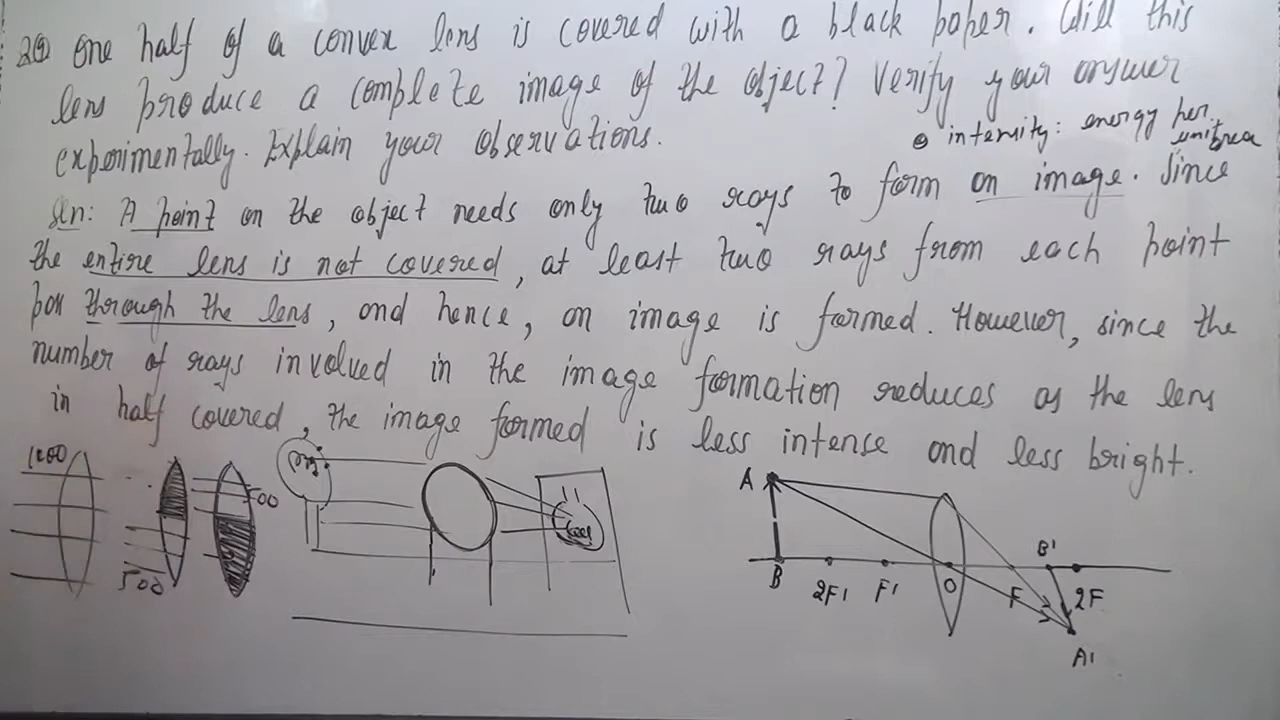 20 One half of a convex lens is covered with a black paper. Will this
lens produce a complete image of the object? Verify your answer
experimentally. Explain your observations.
intensity: energy per
unit area
Sln: A point on the object needs only two rays to form an image. Since
the entire lens is not covered, at least two rays from each point
pass through the lens, and hence, an image is formed. However, since the
number of rays involved in the image formation reduces as the lens
in half covered, the image formed is less intense and less bright.
1000
500
500
A
B
2F'
F'
O
F
B'
2F
A'